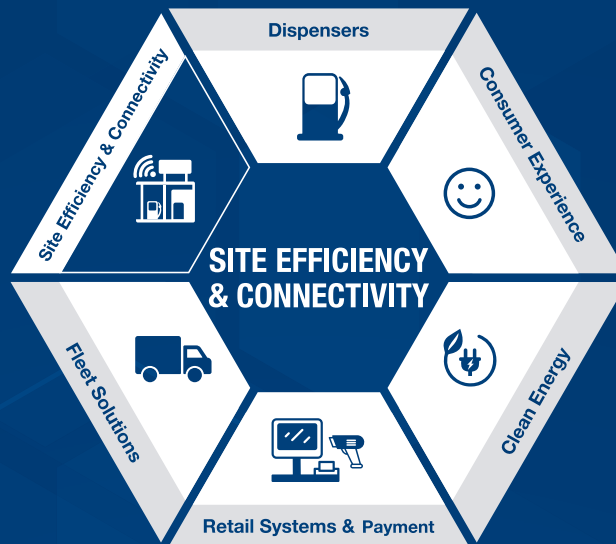 Dispensers
Site Efficiency & Connectivity
Consumer Experience
SITE EFFICIENCY
& CONNECTIVITY
Fleet Solutions
Clean Energy
Retail Systems & Payment